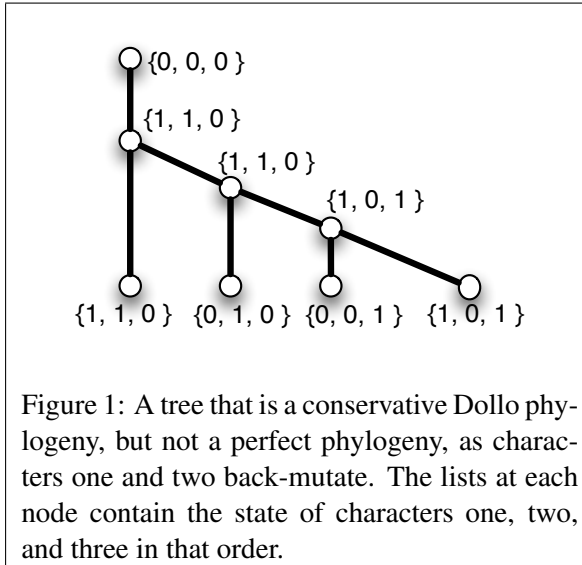 {0, 0, 0 }
{1, 1, 0 }
{1, 1, 0 }
{1, 0, 1 }
{1, 1, 0 } {0, 1, 0 } {0, 0, 1 } {1, 0, 1 }
Figure 1: A tree that is a conservative Dollo phy-
logeny, but not a perfect phylogeny, as charac-
ters one and two back-mutate. The lists at each
node contain the state of characters one, two,
and three in that order.